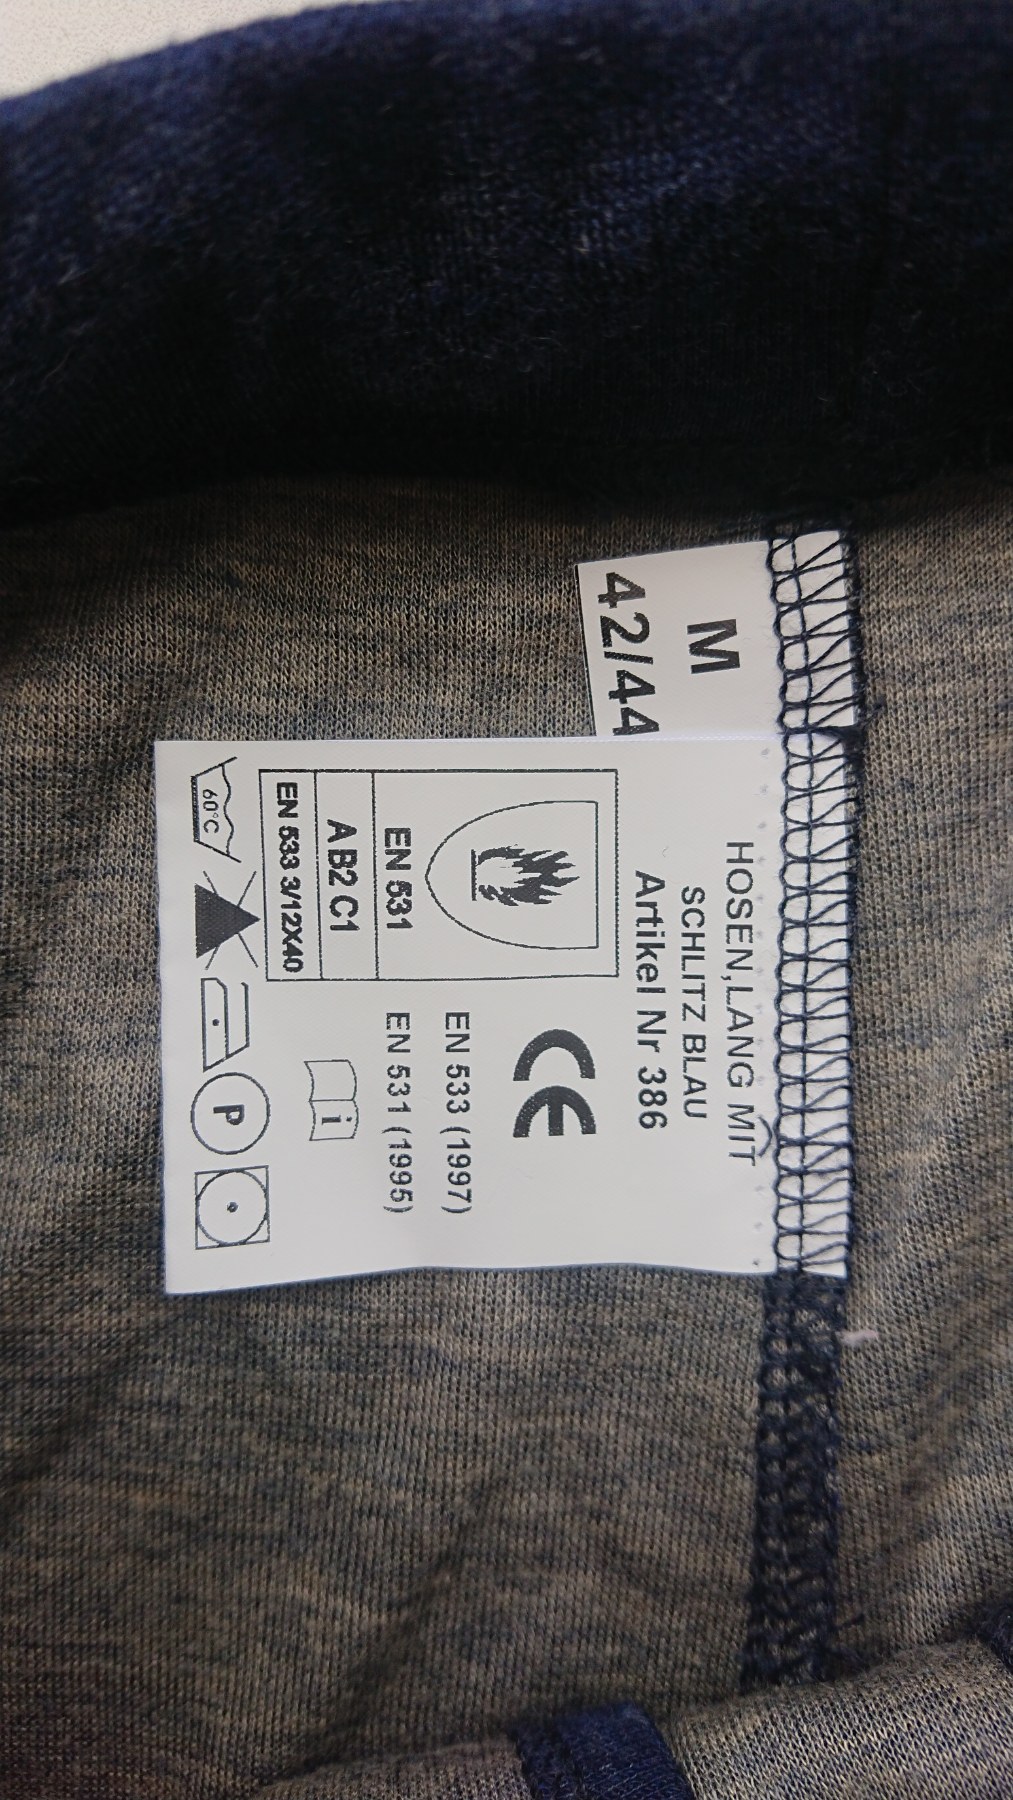 M
42/44
HOSEN,LANG MIT
SCHLITZ BLAU
Artikel Nr 386
CE
EN 531
A B2 C1
EN 533 3/12X40
EN 533 (1997)
EN 531 (1995)
i
60°C
P